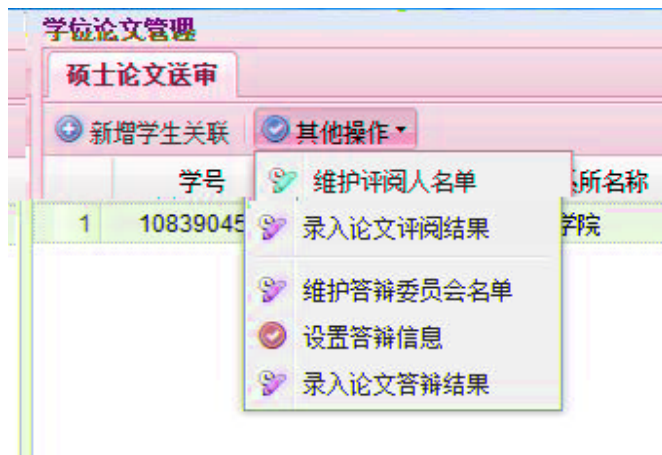 学位论文管理
硕士论文送审
新增学生关联 其他操作
学号 所名称
1 10839045 学院
维护评阅人名单
录入论文评阅结果
维护答辩委员会名单
设置答辩信息
录入论文答辩结果